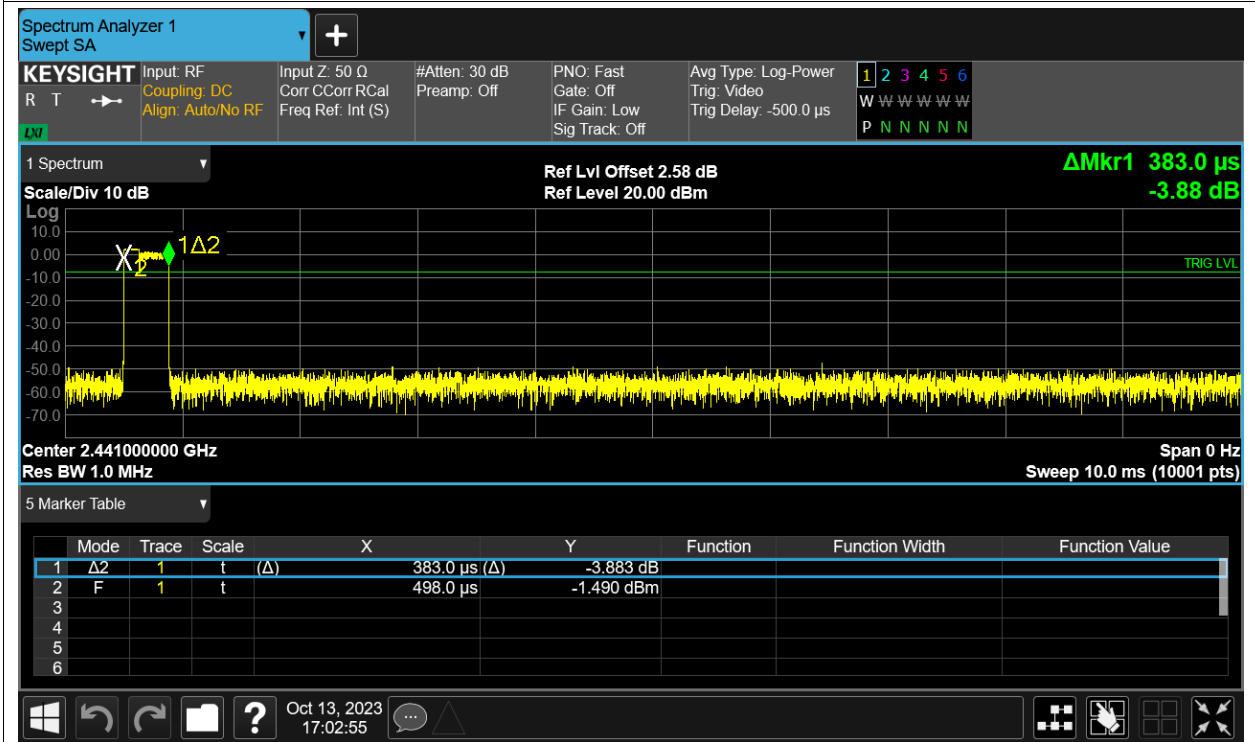 Spectrum Analyzer 1
Swept SA
+
KEYSIGHT Input: RF Input Z: 50 Ω #Atten: 30 dB PNO: Fast Avg Type: Log-Power 1 2 3 4 5 6
R T Coupling: DC Corr CCorr RCal Preamp: Off Gate: Off Trig: Video
Align: Auto/No RF Freq Ref: Int (S) IF Gain: Low Trig Delay: -500.0 µs W W W W W W
LXI Sig Track: Off P N N N N N
1 Spectrum Ref Lvl Offset 2.58 dB ΔMkr1 383.0 µs
Scale/Div 10 dB Ref Level 20.00 dBm -3.88 dB
Log
10.0
1Δ2
0.00
X 2
TRIG LVL
-10.0
-20.0
-30.0
-40.0
-50.0
-60.0
-70.0
Center 2.441000000 GHz Span 0 Hz
Res BW 1.0 MHz Sweep 10.0 ms (10001 pts)
5 Marker Table
Mode Trace Scale X Y Function Function Width Function Value
1 Δ2 1 t (Δ) 383.0 µs (Δ) -3.883 dB
2 F 1 t 498.0 µs -1.490 dBm
3
4
5
6
? Oct 13, 2023
17:02:55